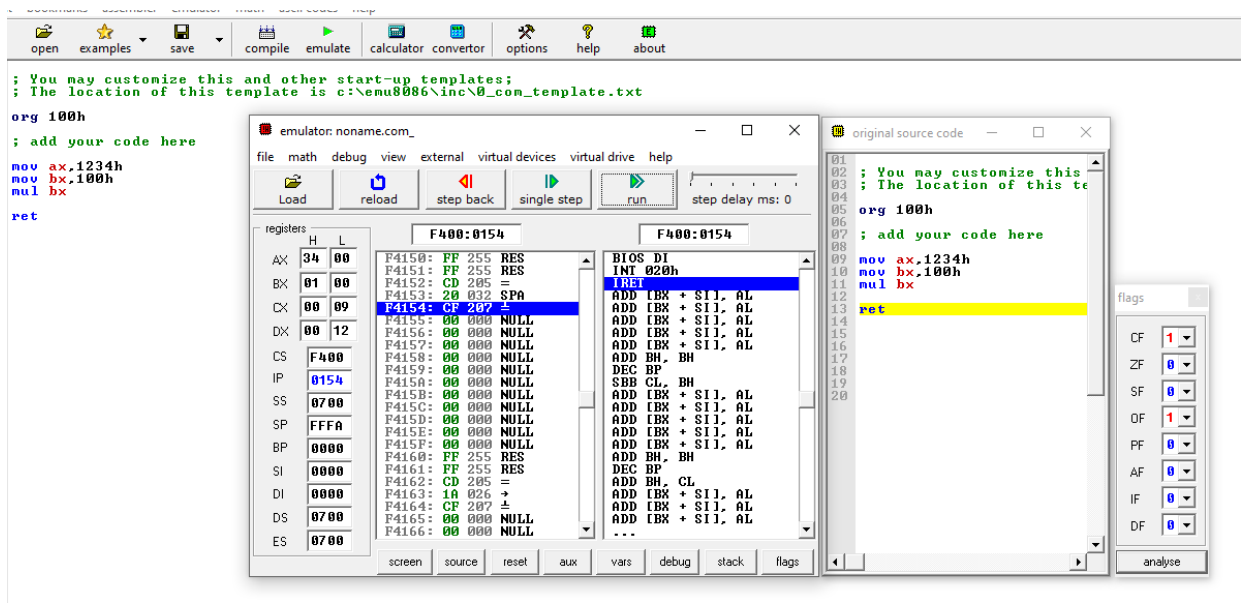 open examples save compile emulate calculator convertor options help about
; You may customize this and other start-up templates;
; The location of this template is c:\emu8086\inc\0_com_template.txt
org 100h
; add your code here
mov ax,1234h
mov bx,100h
mul bx
ret
emulator: noname.com_
file math debug view external virtual devices virtual drive help
Load reload step back single step run step delay ms: 0
registers
H L
AX 34 00
BX 01 00
CX 00 09
DX 00 12
CS F400
IP 0154
SS 0700
SP FFFA
BP 0000
SI 0000
DI 0000
DS 0700
ES 0700
F400:0154
F4150: FF 255 RES
F4151: FF 255 RES
F4152: CD 205 =
F4153: 20 032 SPA
F4154: CF 207 ╧
F4155: 00 000 NULL
F4156: 00 000 NULL
F4157: 00 000 NULL
F4158: 00 000 NULL
F4159: 00 000 NULL
F415A: 00 000 NULL
F415B: 00 000 NULL
F415C: 00 000 NULL
F415D: 00 000 NULL
F415E: 00 000 NULL
F415F: 00 000 NULL
F4160: FF 255 RES
F4161: FF 255 RES
F4162: CD 205 =
F4163: 1A 026 →
F4164: CF 207 ╧
F4165: 00 000 NULL
F4166: 00 000 NULL
F400:0154
BIOS DI
INT 020h
IRET
ADD [BX + SI], AL
ADD [BX + SI], AL
ADD [BX + SI], AL
ADD [BX + SI], AL
ADD [BX + SI], AL
ADD BH, BH
DEC BP
SBB CL, BH
ADD [BX + SI], AL
ADD [BX + SI], AL
ADD [BX + SI], AL
ADD [BX + SI], AL
ADD [BX + SI], AL
ADD BH, BH
DEC BP
ADD BH, CL
ADD [BX + SI], AL
ADD [BX + SI], AL
ADD [BX + SI], AL
...
screen source reset aux vars debug stack flags
original source code
01
02 ; You may customize this
03 ; The location of this te
04
05 org 100h
06
07 ; add your code here
08
09 mov ax,1234h
10 mov bx,100h
11 mul bx
12
13 ret
14
15
16
17
18
19
20
flags
CF 1
ZF 0
SF 0
OF 1
PF 0
AF 0
IF 0
DF 0
analyse